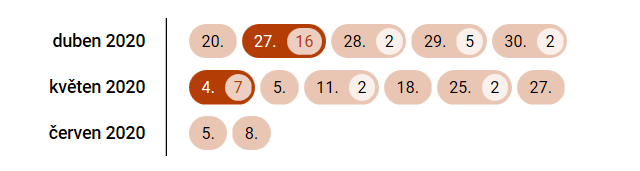 duben 2020 20. 27. 16 28. 2 29. 5 30. 2
květen 2020 4. 7 5. 11. 2 18. 25. 2 27.
červen 2020 5. 8.